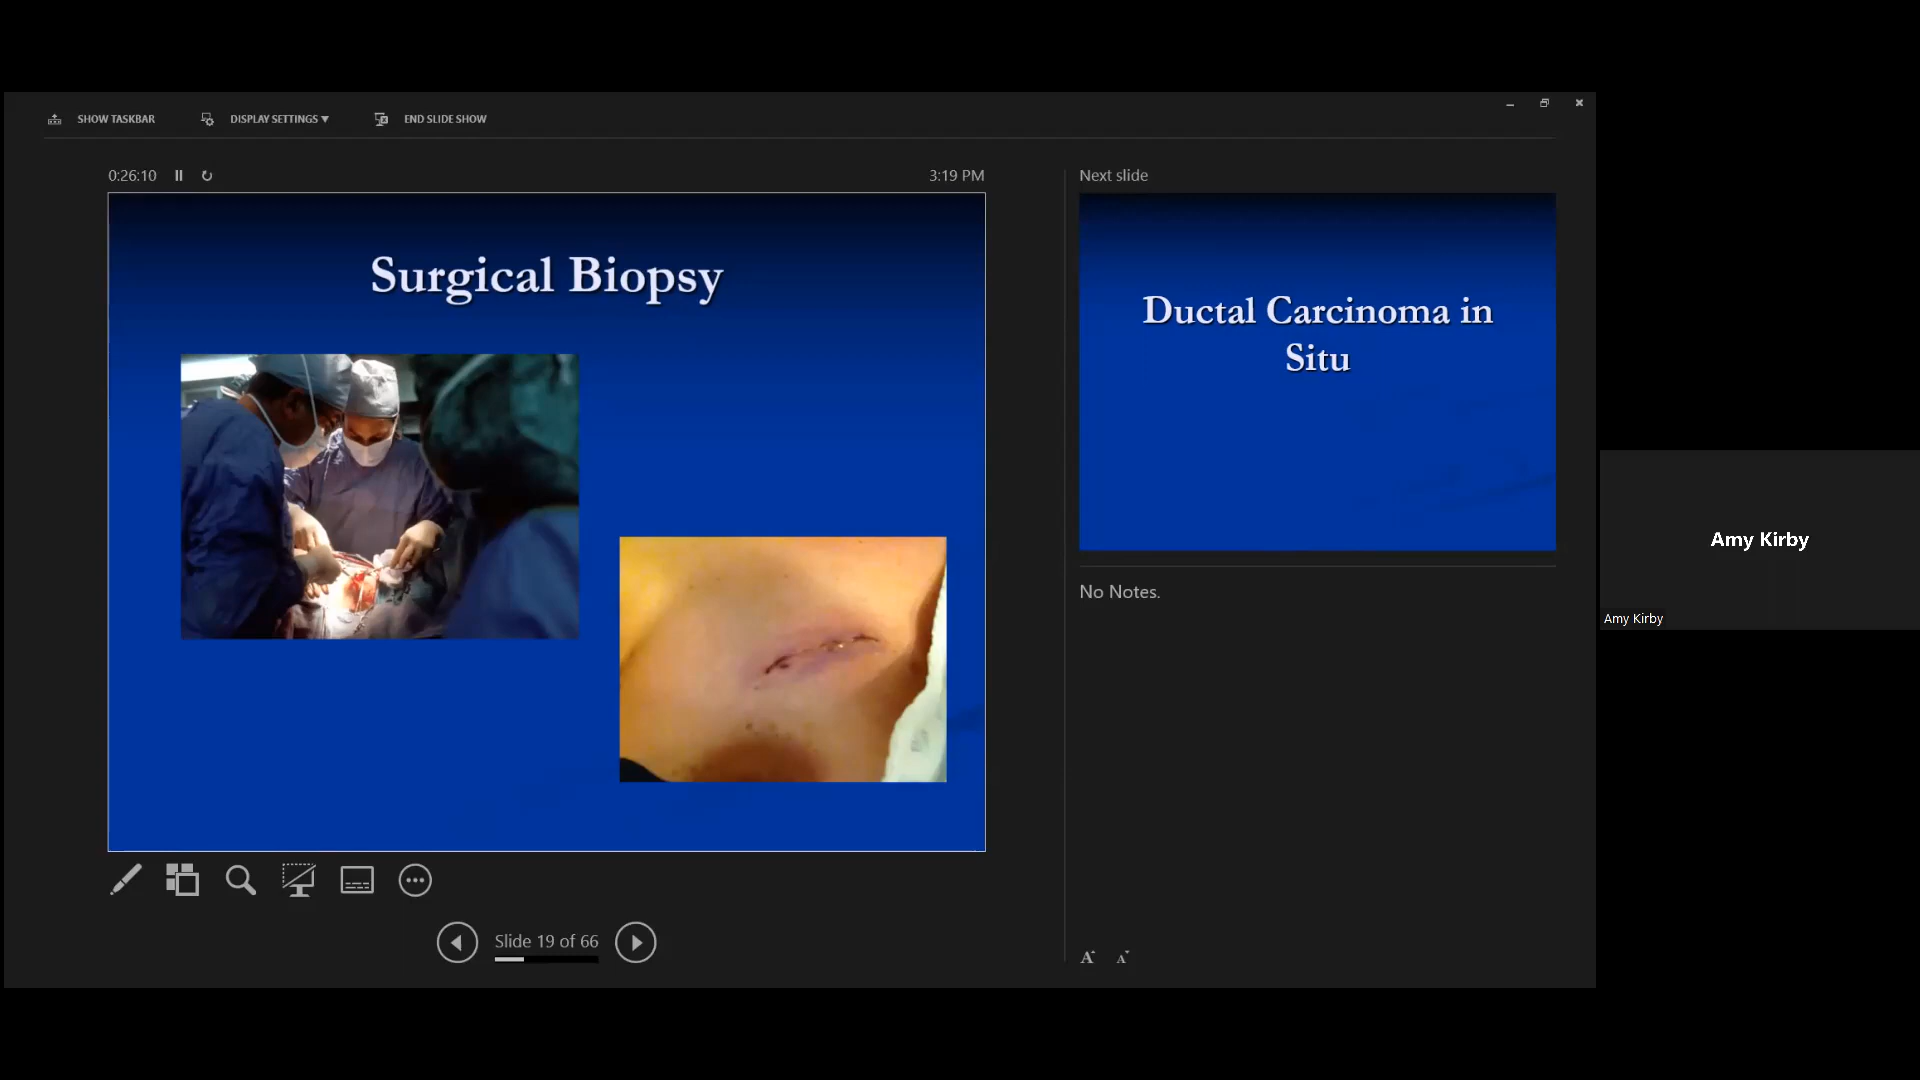 SHOW TASKBAR
DISPLAY SETTINGS ▼
END SLIDE SHOW
0:26:10
3:19 PM
Surgical Biopsy
Slide 19 of 66
Next slide
Ductal Carcinoma in
Situ
No Notes.
A A
Amy Kirby
Amy Kirby